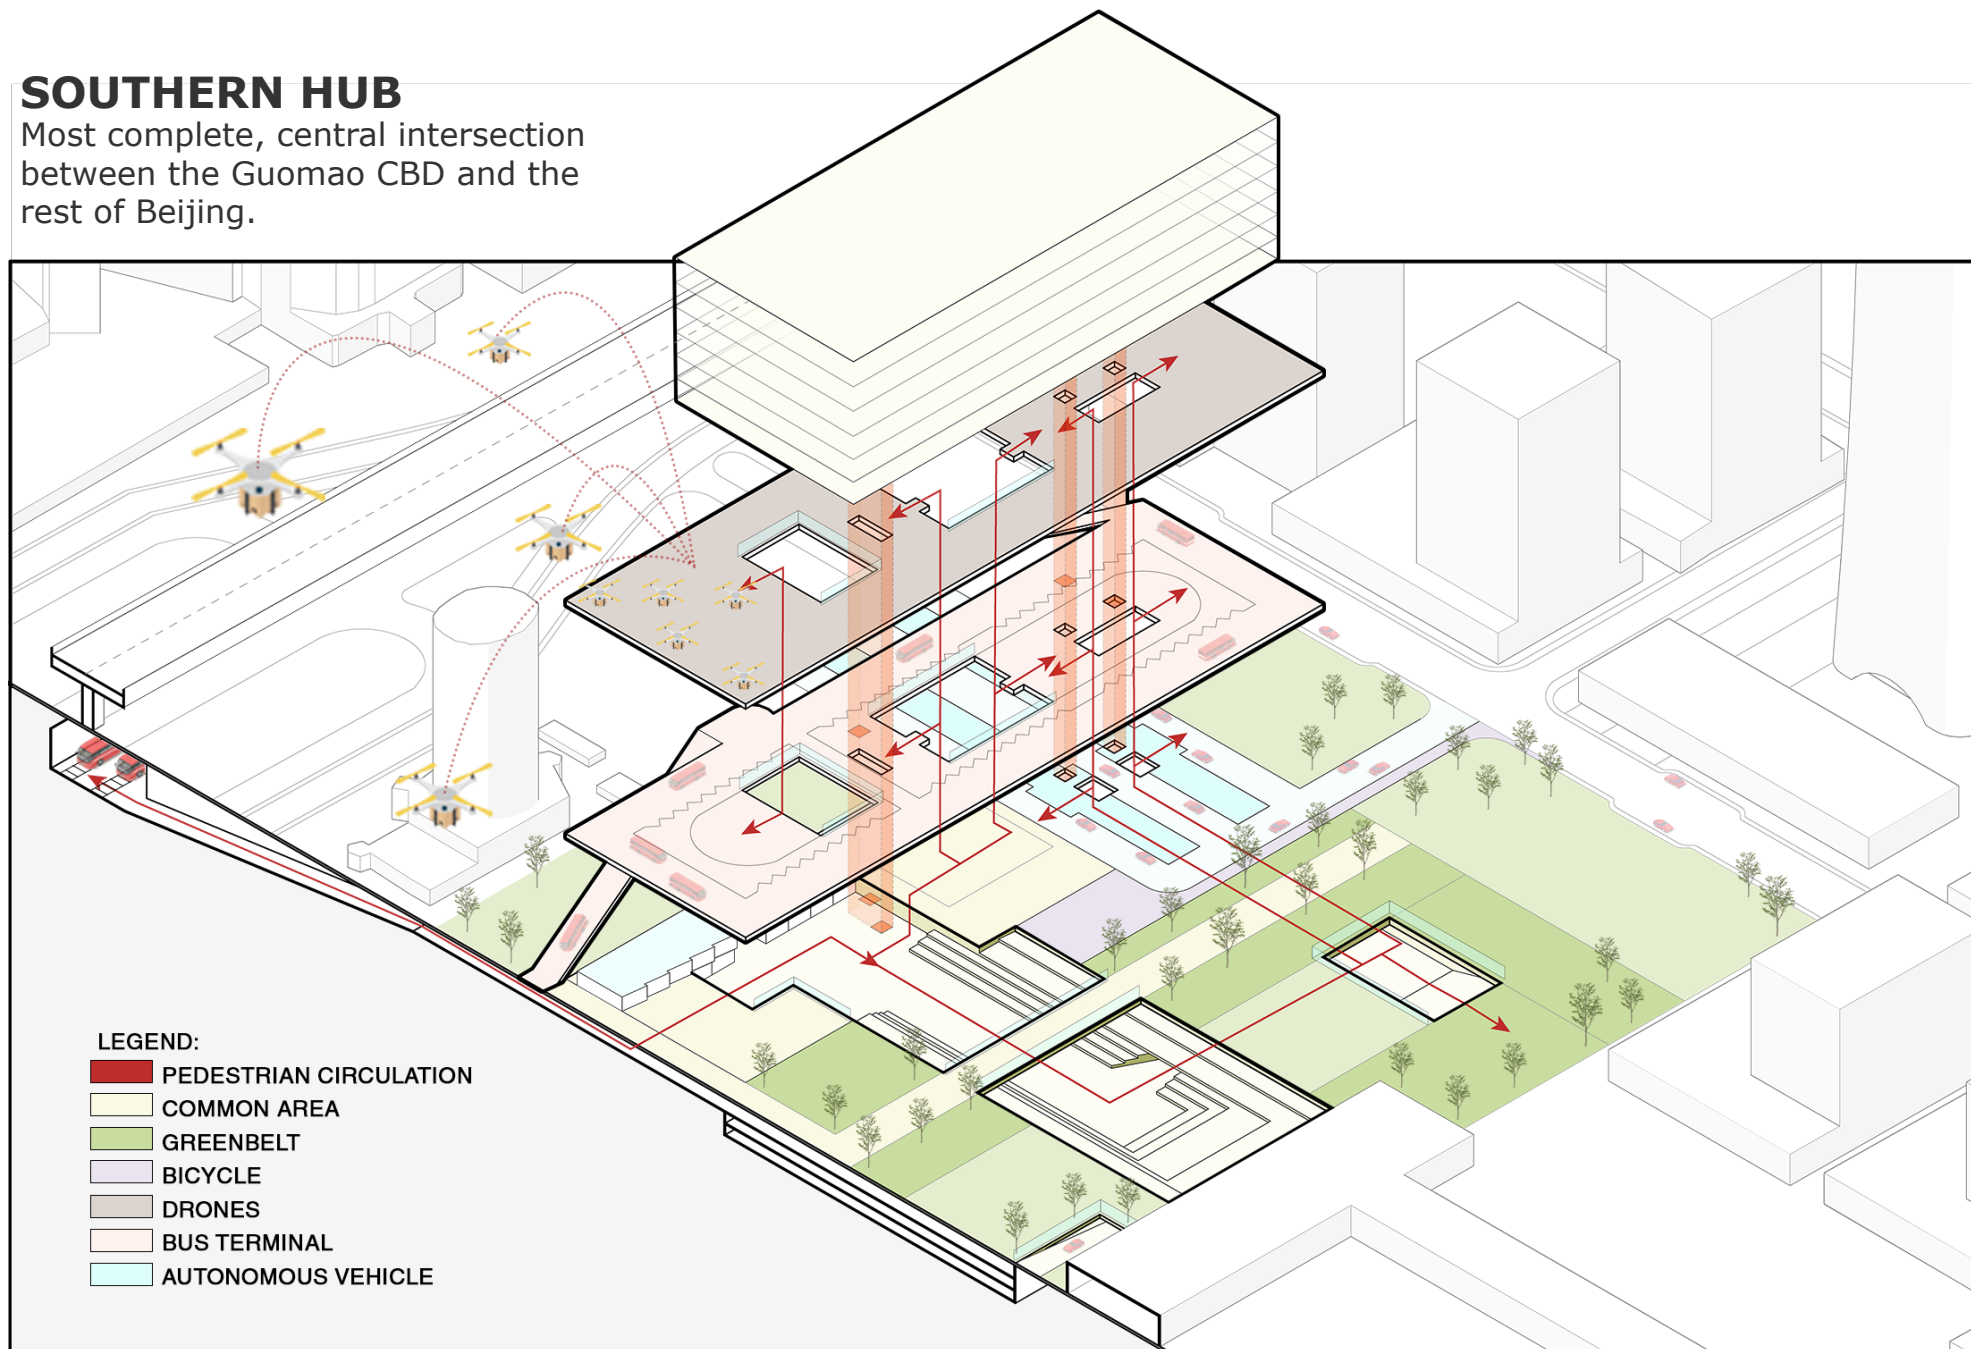 SOUTHERN HUB
Most complete, central intersection
between the Guomao CBD and the
rest of Beijing.
LEGEND:
PEDESTRIAN CIRCULATION
COMMON AREA
GREENBELT
BICYCLE
DRONES
BUS TERMINAL
AUTONOMOUS VEHICLE